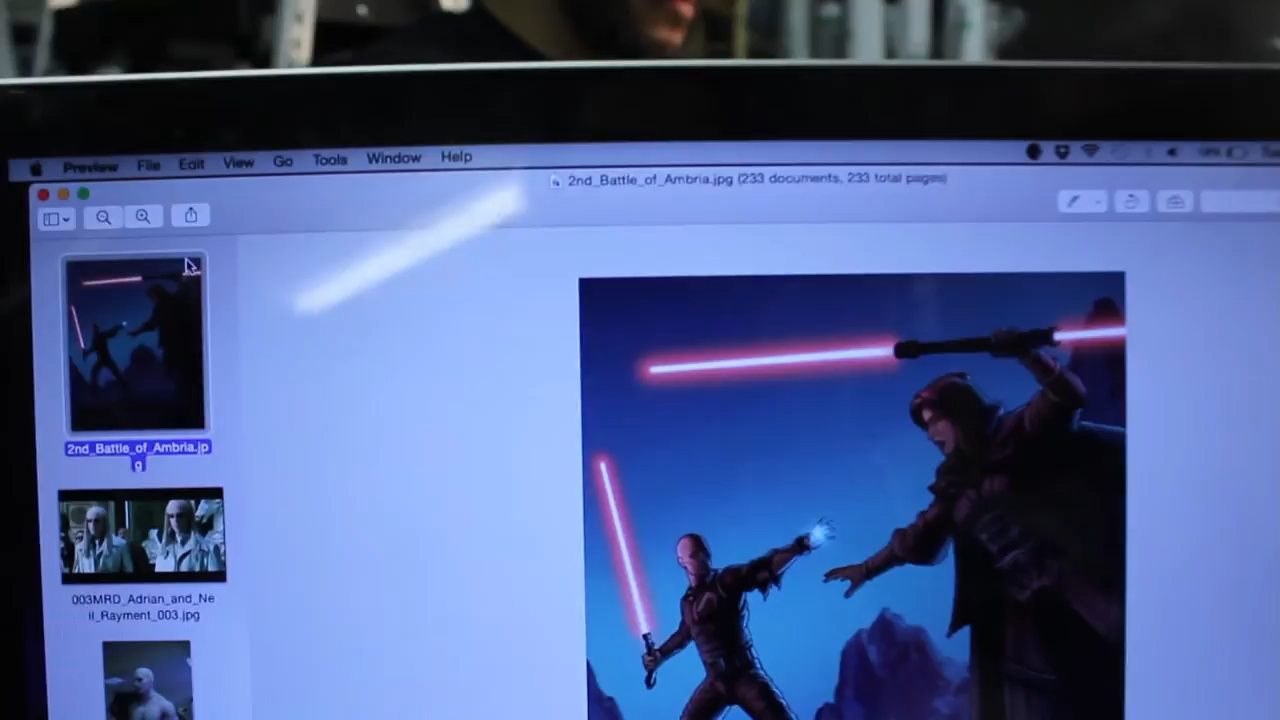 Preview File Edit View Go Tools Window Help
2nd_Battle_of_Ambria.jpg (233 documents, 233 total pages)
2nd_Battle_of_Ambria.jp
g
003MRD_Adrian_and_Ne
il_Rayment_003.jpg